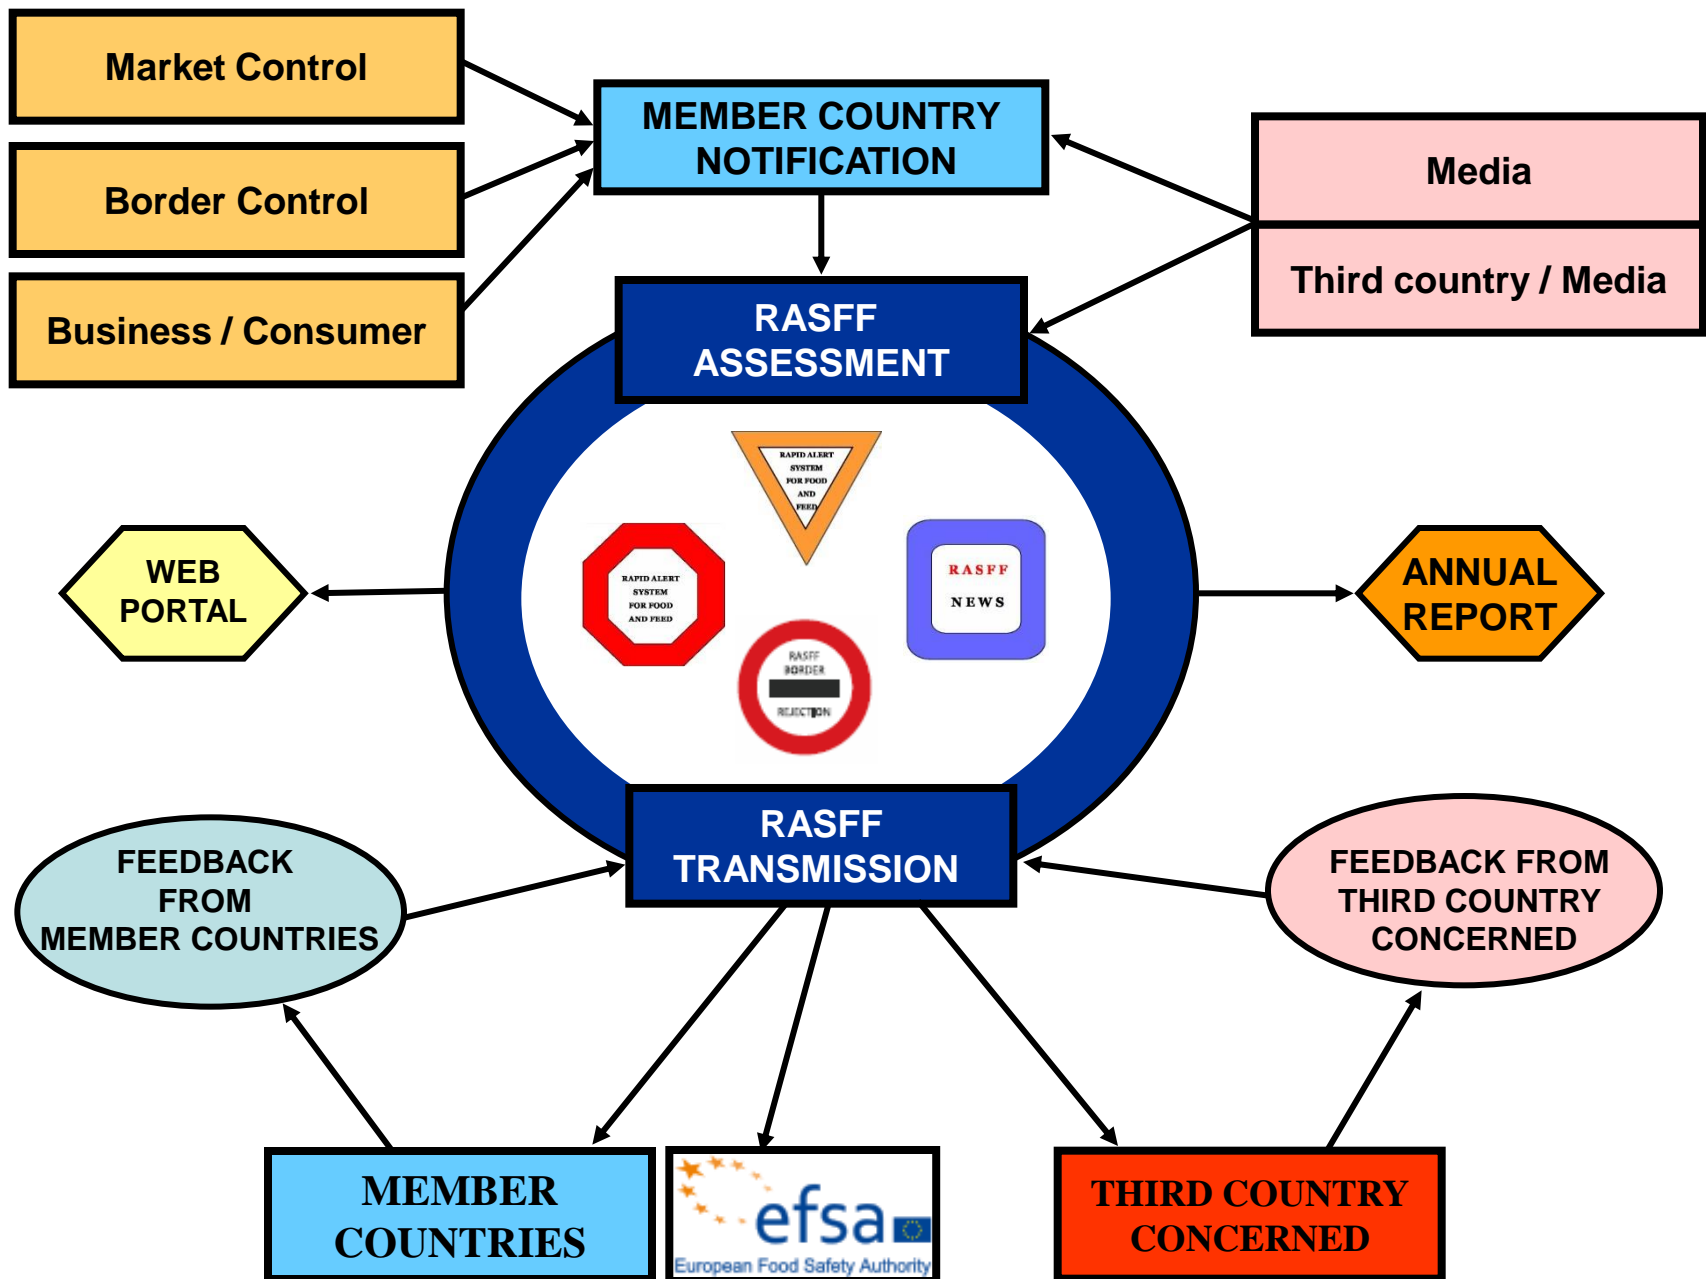 Market Control
Border Control
Business / Consumer
MEMBER COUNTRY
NOTIFICATION
Media
Third country / Media
RASFF
ASSESSMENT
RAPID ALERT
SYSTEM
FOR FOOD
AND
FEED
RAPID ALERT
SYSTEM
FOR FOOD
AND FEED
RASFF
NEWS
RASFF
BORDER
REJECTION
WEB
PORTAL
ANNUAL
REPORT
RASFF
TRANSMISSION
FEEDBACK
FROM
MEMBER COUNTRIES
FEEDBACK FROM
THIRD COUNTRY
CONCERNED
MEMBER
COUNTRIES
efsa
European Food Safety Authority
THIRD COUNTRY
CONCERNED